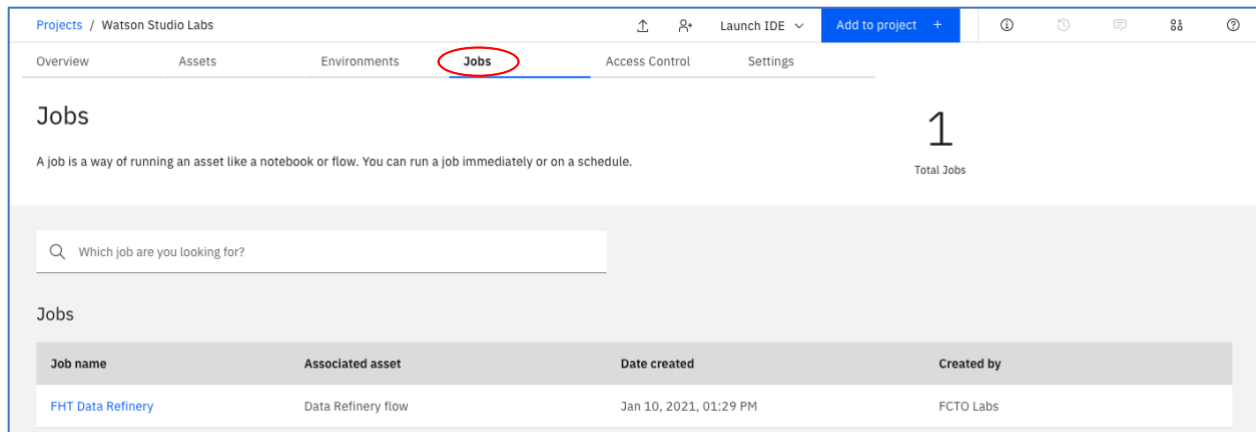 Projects / Watson Studio Labs Launch IDE Add to project +
Overview Assets Environments Jobs Access Control Settings
Jobs
1
A job is a way of running an asset like a notebook or flow. You can run a job immediately or on a schedule.
Total Jobs
Which job are you looking for?
Jobs
Job name Associated asset Date created Created by
FHT Data Refinery Data Refinery flow Jan 10, 2021, 01:29 PM FCTO Labs